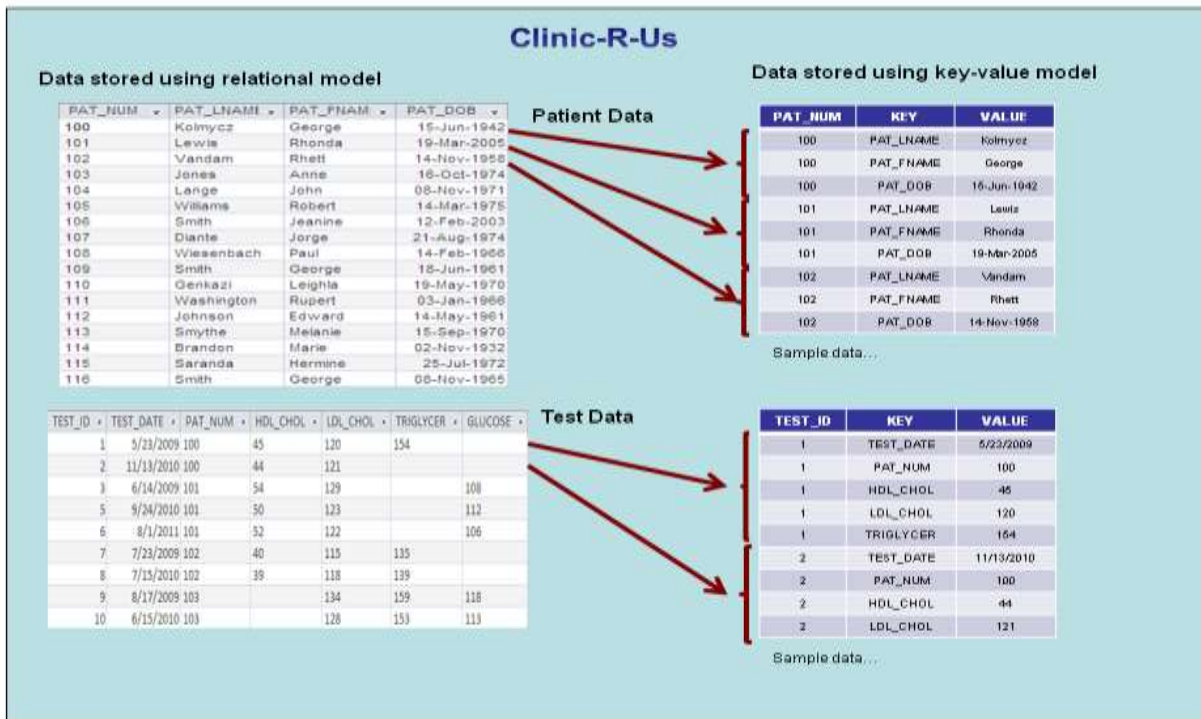 Clinic-R-Us
Data stored using relational model
Data stored using key-value model
PAT_NUM PAT_LNAME PAT_FNAM PAT_DOB
100 Kolmycz George 15-Jun-1942
101 Lewis Rhonda 19-Mar-2005
102 Vandam Rhett 14-Nov-1958
103 Jones Anne 16-Oct-1974
104 Lange John 08-Nov-1971
105 Williams Robert 14-Mar-1975
106 Smith Jeanine 12-Feb-2003
107 Diante Jorge 21-Aug-1974
108 Wiesenbach Paul 14-Feb-1966
109 Smith George 18-Jun-1961
110 Genkazi Leighla 19-May-1970
111 Washington Rupert 03-Jan-1966
112 Johnson Edward 14-May-1961
113 Smythe Melanie 15-Sep-1970
114 Brandon Marie 02-Nov-1932
115 Saranda Hermine 25-Jul-1972
116 Smith George 08-Nov-1965
Patient Data
PAT_NUM KEY VALUE
100 PAT_LNAME Kolmycz
100 PAT_FNAME George
100 PAT_DOB 15-Jun-1942
101 PAT_LNAME Lewis
101 PAT_FNAME Rhonda
101 PAT_DOB 19-Mar-2005
102 PAT_LNAME Vandam
102 PAT_FNAME Rhett
102 PAT_DOB 14-Nov-1958
Sample data...
TEST_ID TEST_DATE PAT_NUM HDL_CHOL LDL_CHOL TRIGLYCER GLUCOSE
1 5/23/2009 100 45 120 154
2 11/13/2010 100 44 121
3 6/14/2009 101 54 129 108
5 9/24/2010 101 50 123 112
6 8/1/2011 101 52 122 106
7 7/23/2009 102 40 115 135
8 7/15/2010 102 39 118 139
9 8/17/2009 103 134 159 118
10 6/15/2010 103 128 153 113
Test Data
TEST_ID KEY VALUE
1 TEST_DATE 5/23/2009
1 PAT_NUM 100
1 HDL_CHOL 45
1 LDL_CHOL 120
1 TRIGLYCER 154
2 TEST_DATE 11/13/2010
2 PAT_NUM 100
2 HDL_CHOL 44
2 LDL_CHOL 121
Sample data...